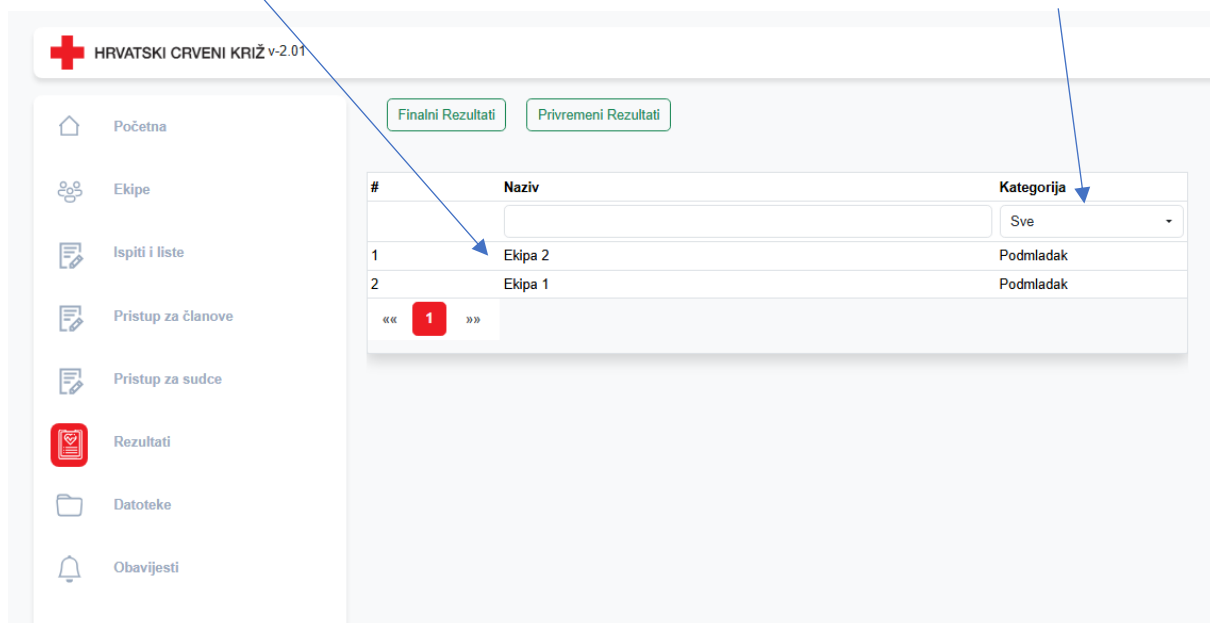 HRVATSKI CRVENI KRIŽ v-2.01
Početna
Ekipe
Ispiti i liste
Pristup za članove
Pristup za sudce
Rezultati
Datoteke
Obavijesti
Finalni Rezultati Privremeni Rezultati
# Naziv Kategorija
Sve
1 Ekipa 2 Podmladak
2 Ekipa 1 Podmladak
«« 1 »»